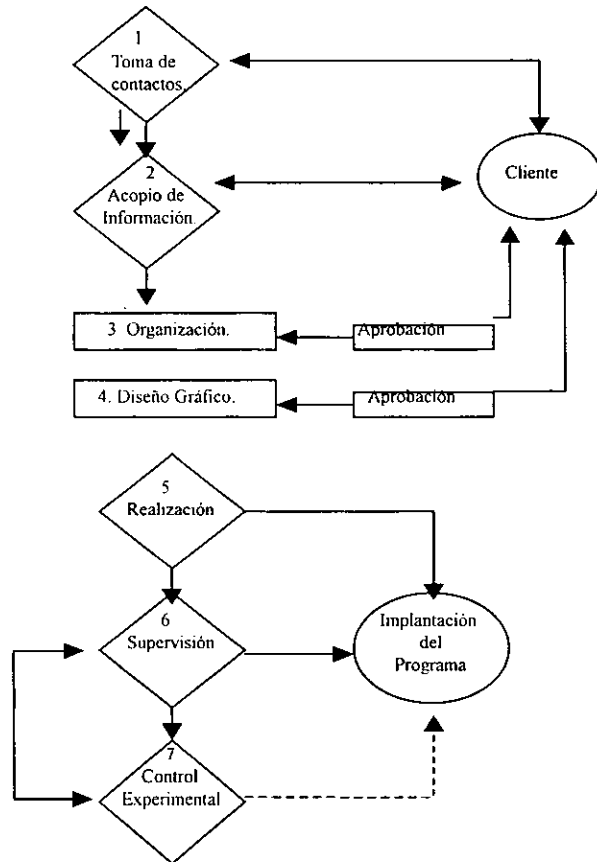 1
Toma de
contactos.
2
Acopio de
Información.
Cliente
3 Organización.
Aprobación
4. Diseño Gráfico.
Aprobación
5
Realización
6
Supervisión
Implantación
del
Programa
7
Control
Experimental